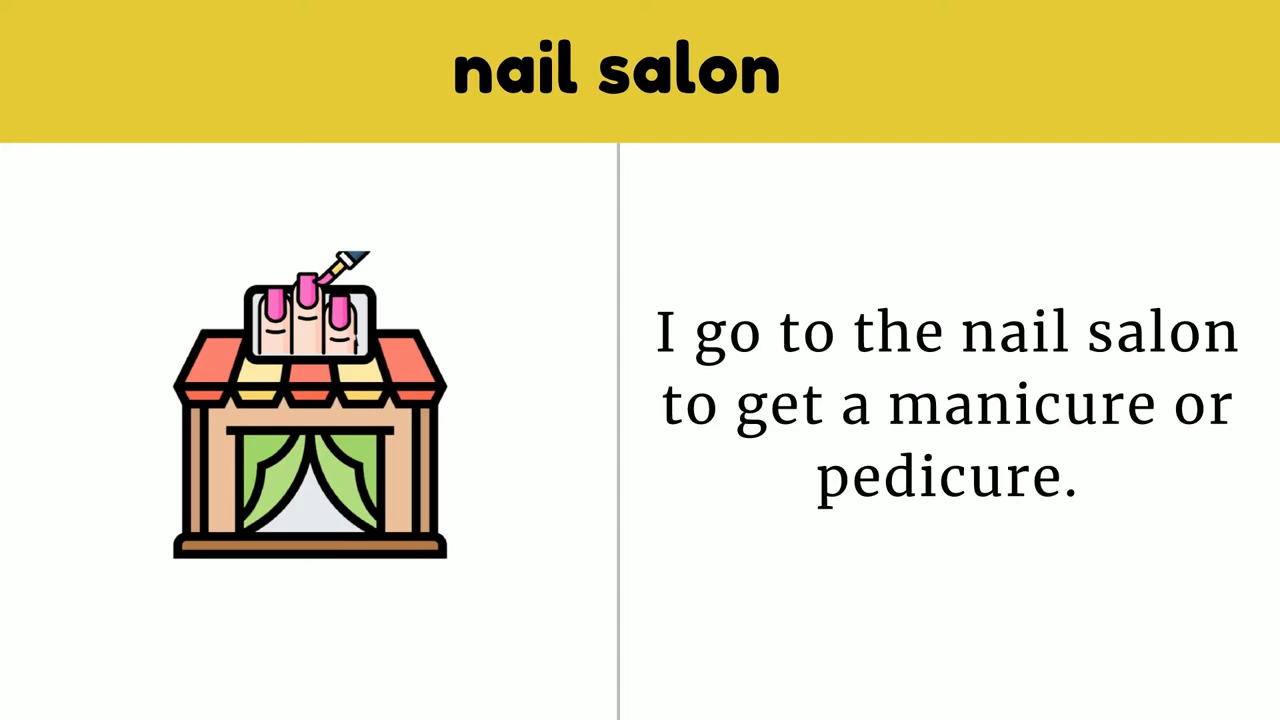 nail salon
I go to the nail salon
to get a manicure or
pedicure.